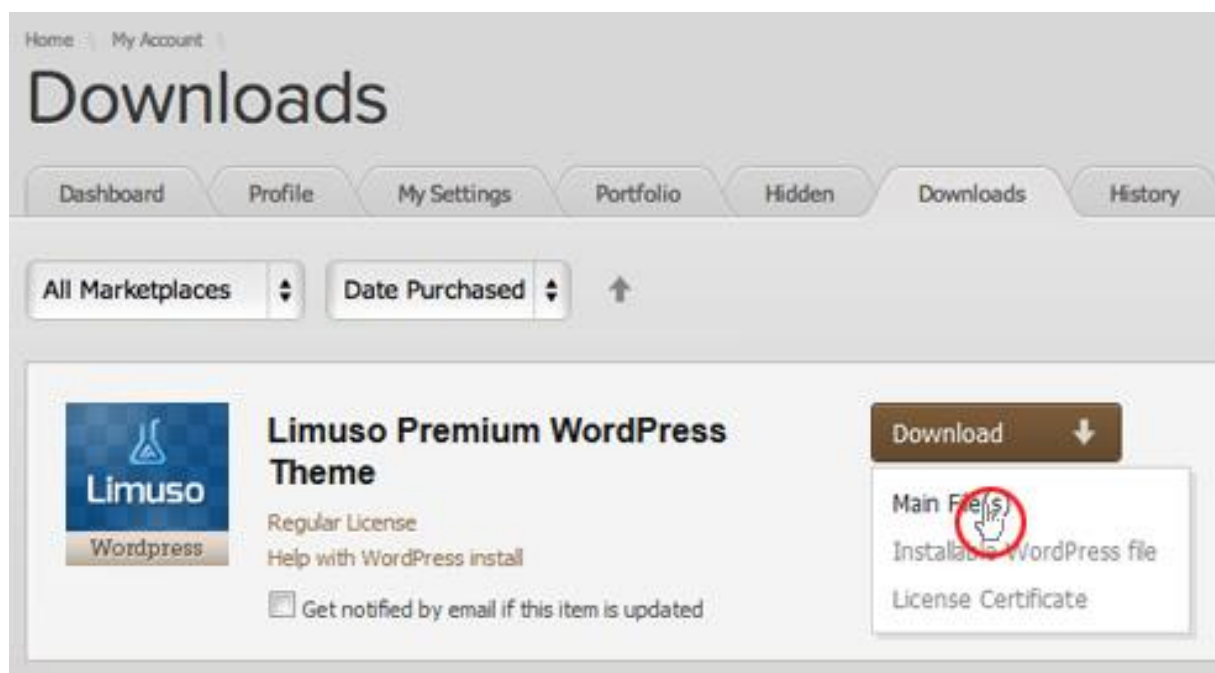 Home \ My Account \
Downloads
Dashboard Profile My Settings Portfolio Hidden Downloads History
All Marketplaces Date Purchased
Limuso
Wordpress
Limuso Premium WordPress
Theme
Regular License
Help with WordPress install
Get notified by email if this item is updated
Download
Main File(s)
Installable WordPress file
License Certificate